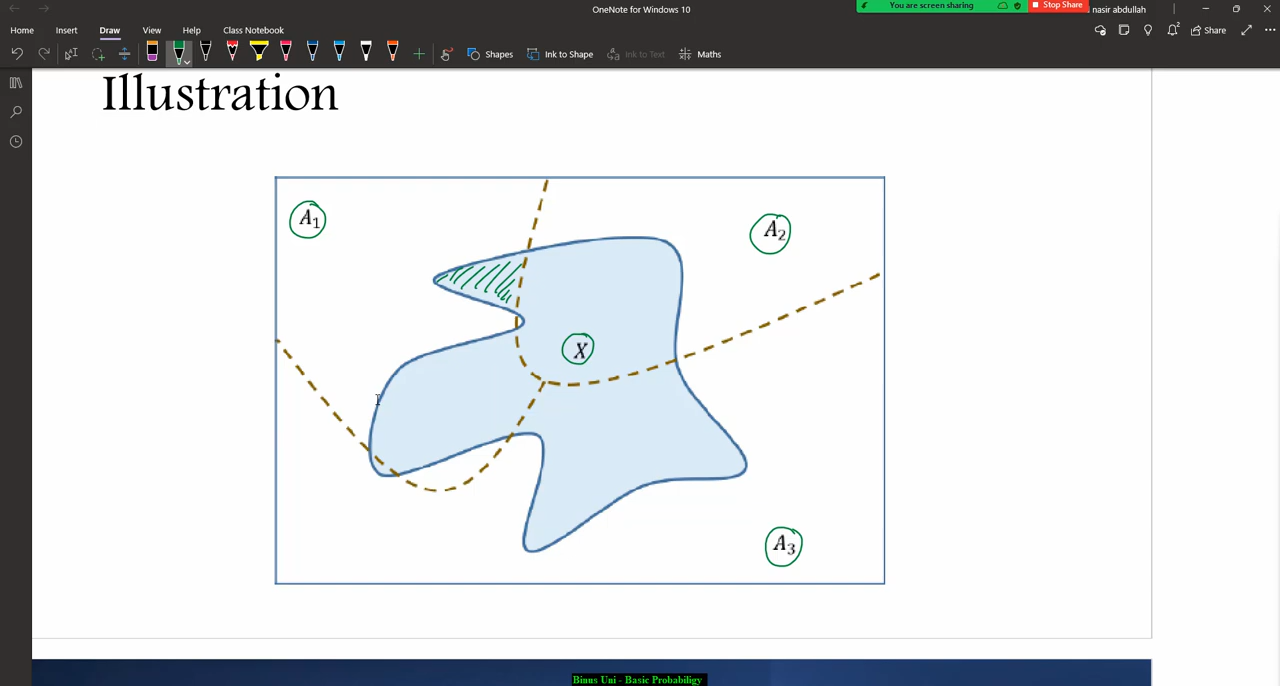 OneNote for Windows 10
You are screen sharing
Stop Share
nasir abdullah
Home Insert Draw View Help Class Notebook
Share
Shapes Ink to Shape Ink to Text Maths
Illustration
A1
A2
X
A3
Binus Uni - Basic Probabiligy